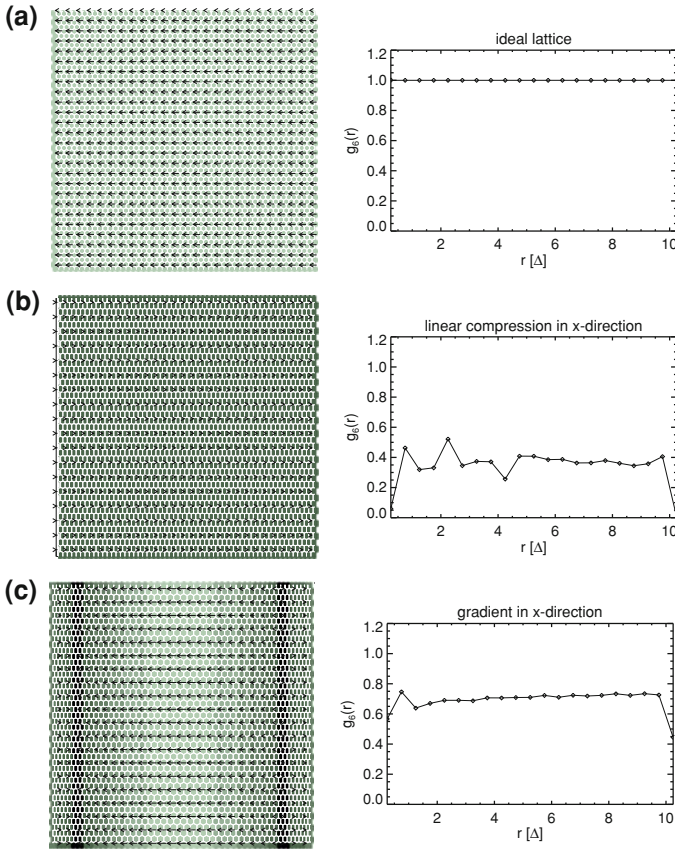 (a)
ideal lattice
1.2
1.0
0.8
0.6
0.4
0.2
0.0
g6(r)
2 4 6 8 10
r [Δ]
(b)
linear compression in x-direction
1.2
1.0
0.8
0.6
0.4
0.2
0.0
g6(r)
2 4 6 8 10
r [Δ]
(c)
gradient in x-direction
1.2
1.0
0.8
0.6
0.4
0.2
0.0
g6(r)
2 4 6 8 10
r [Δ]